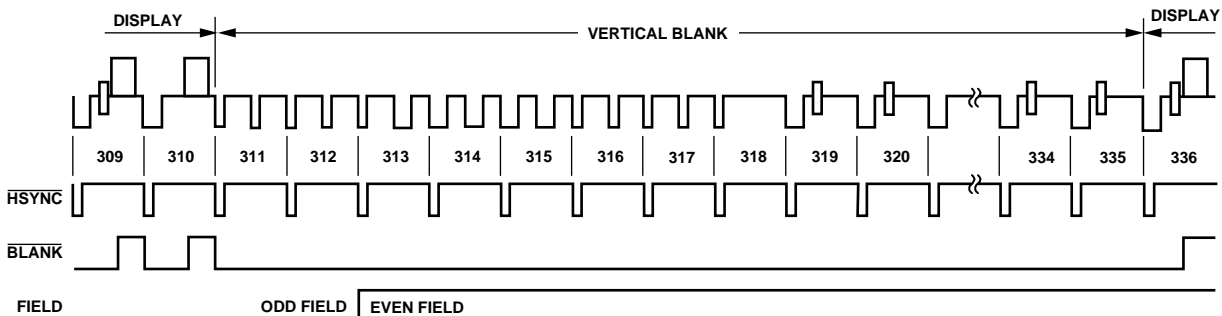 DISPLAY
DISPLAY
VERTICAL BLANK
309 310 311 312 313 314 315 316 317 318 319 320 334 335 336
HSYNC
BLANK
FIELD ODD FIELD EVEN FIELD